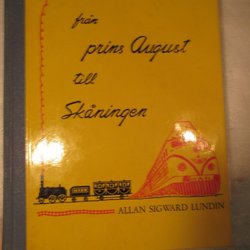 från
prins August
till
Skåningen
ALLAN SIGWARD LUNDIN